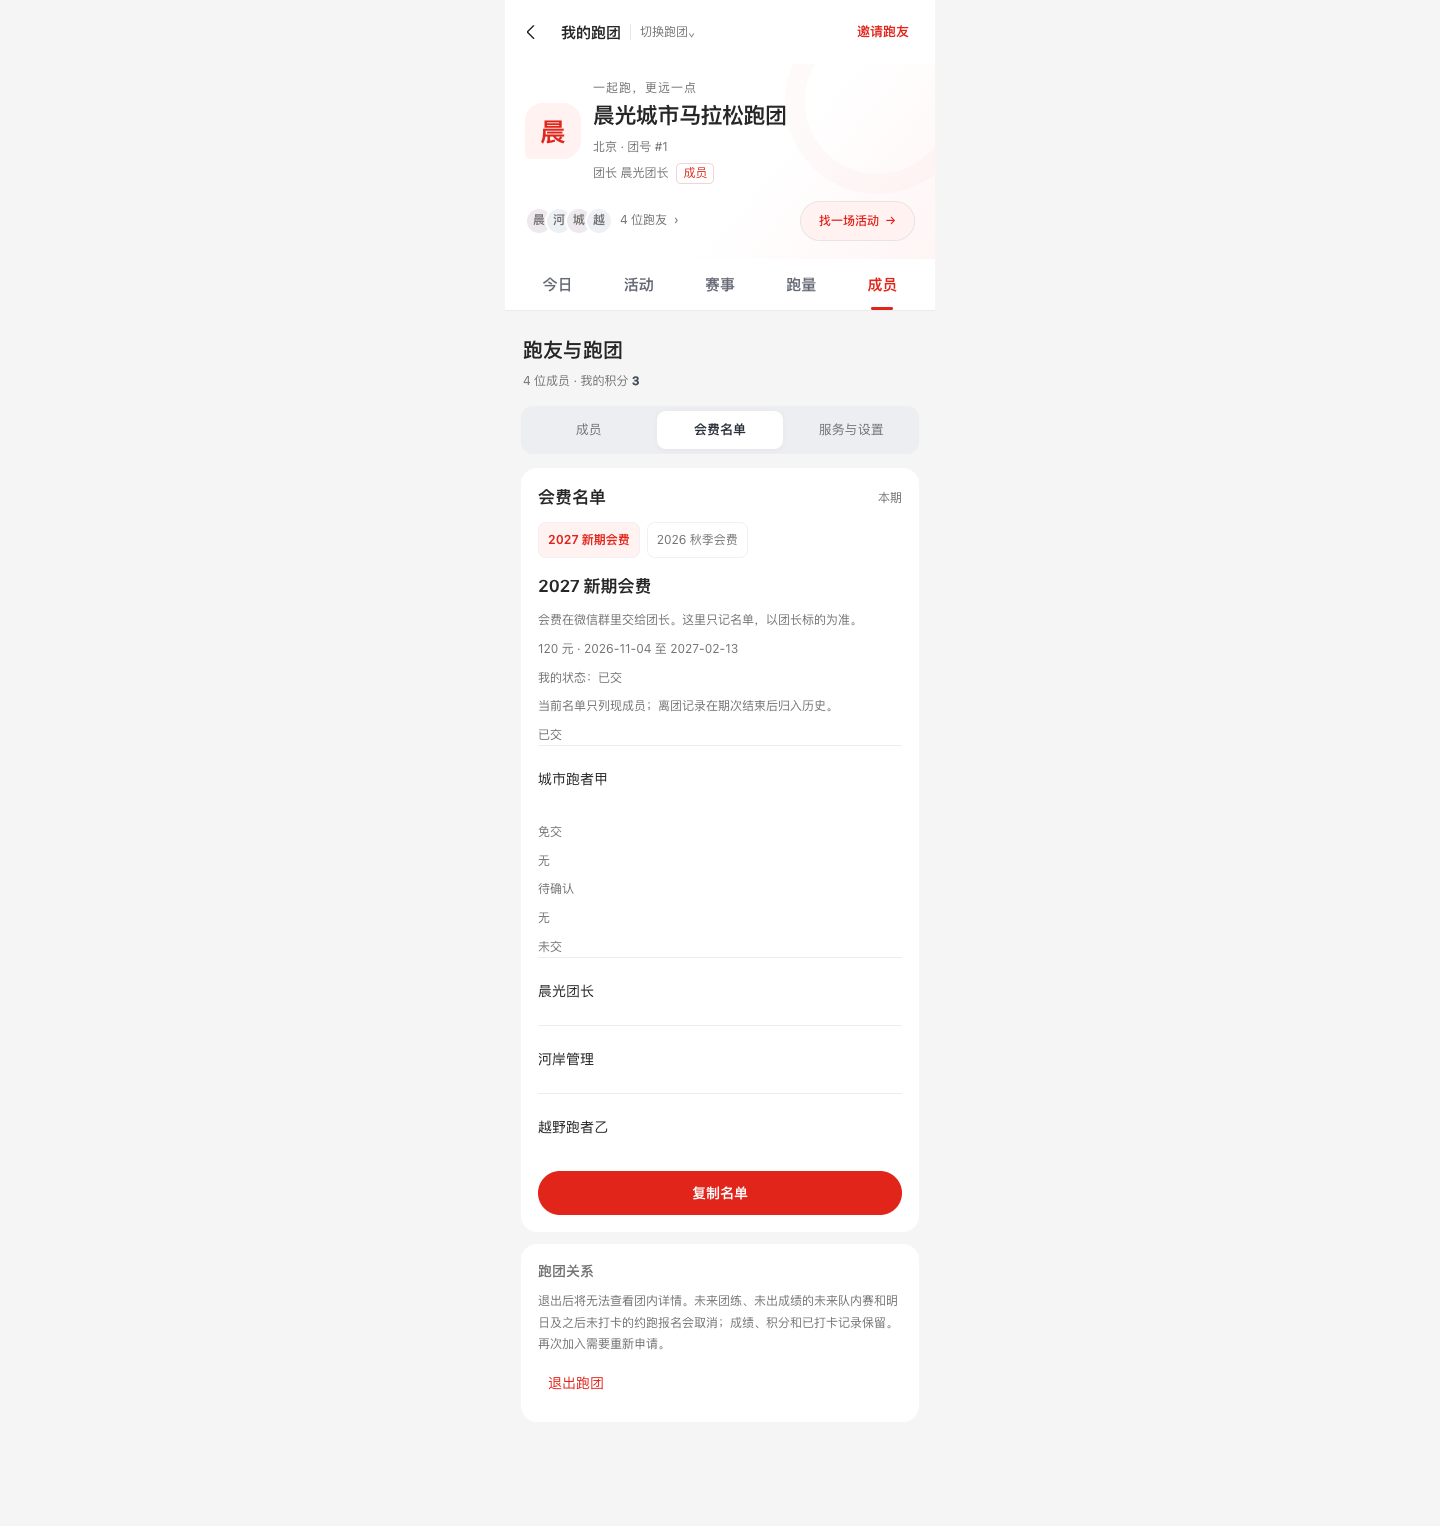 我的跑团 切换跑团 邀请跑友
一起跑，更远一点
晨
晨光城市马拉松跑团
北京 · 团号 #1
团长 晨光团长 成员
晨 河 城 越 4 位跑友 › 找一场活动 →
今日 活动 赛事 跑量 成员
跑友与跑团
4 位成员 · 我的积分 3
成员 会费名单 服务与设置
会费名单 本期
2027 新期会费 2026 秋季会费
2027 新期会费
会费在微信群里交给团长。这里只记名单，以团长标的为准。
120 元 · 2026-11-04 至 2027-02-13
我的状态：已交
当前名单只列现成员；离团记录在期次结束后归入历史。
已交
城市跑者甲
免交
无
待确认
无
未交
晨光团长
河岸管理
越野跑者乙
复制名单
跑团关系
退出后将无法查看团内详情。未来团练、未出成绩的未来队内赛和明
日及之后未打卡的约跑报名会取消；成绩、积分和已打卡记录保留。
再次加入需要重新申请。
退出跑团